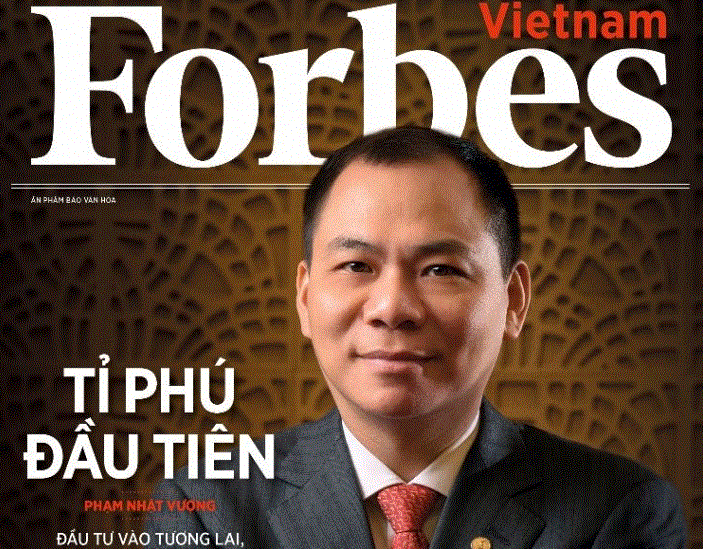 Vietnam
Forbes
ẤN PHẨM BÁO VĂN HÓA
TỈ PHÚ
ĐẦU TIÊN
PHẠM NHẬT VƯỢNG
ĐẦU TƯ VÀO TƯƠNG LAI,